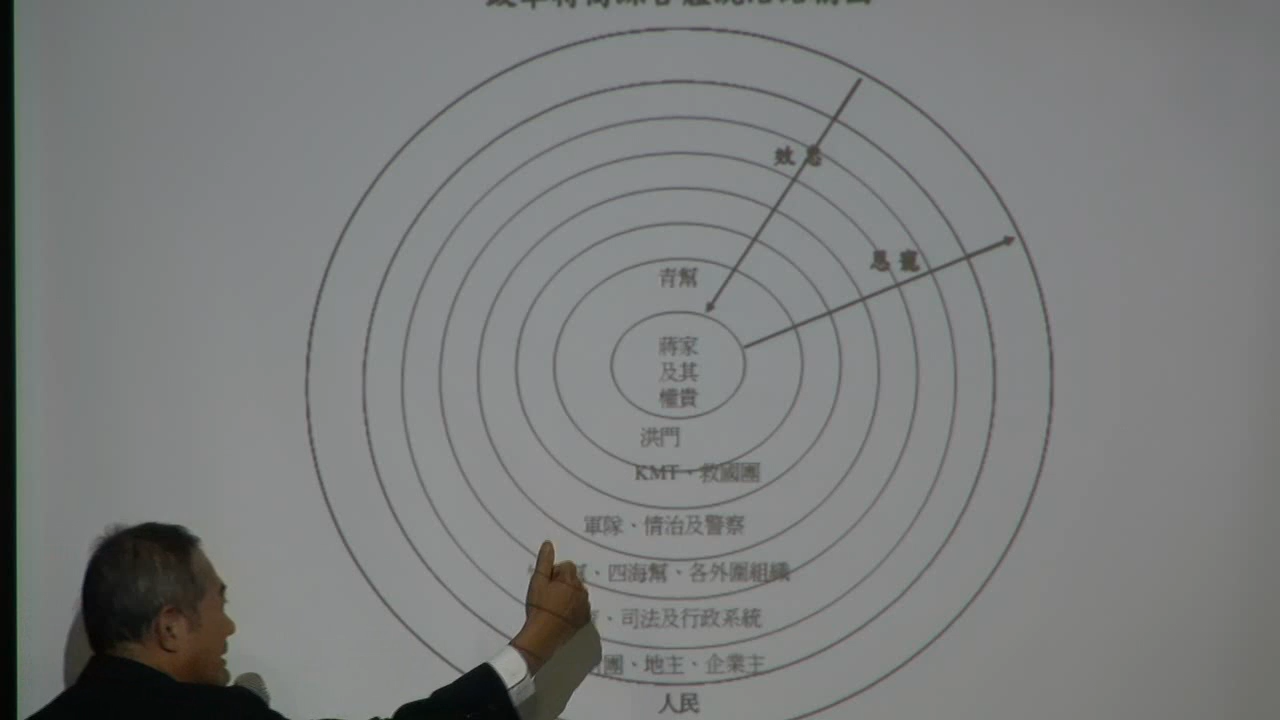 效忠
恩寵
青幫
蔣家
及其
權貴
洪門
KMT、救國團
軍隊、情治及警察
幫、四海幫、各外圍組織
、司法及行政系統
團、地主、企業主
人民